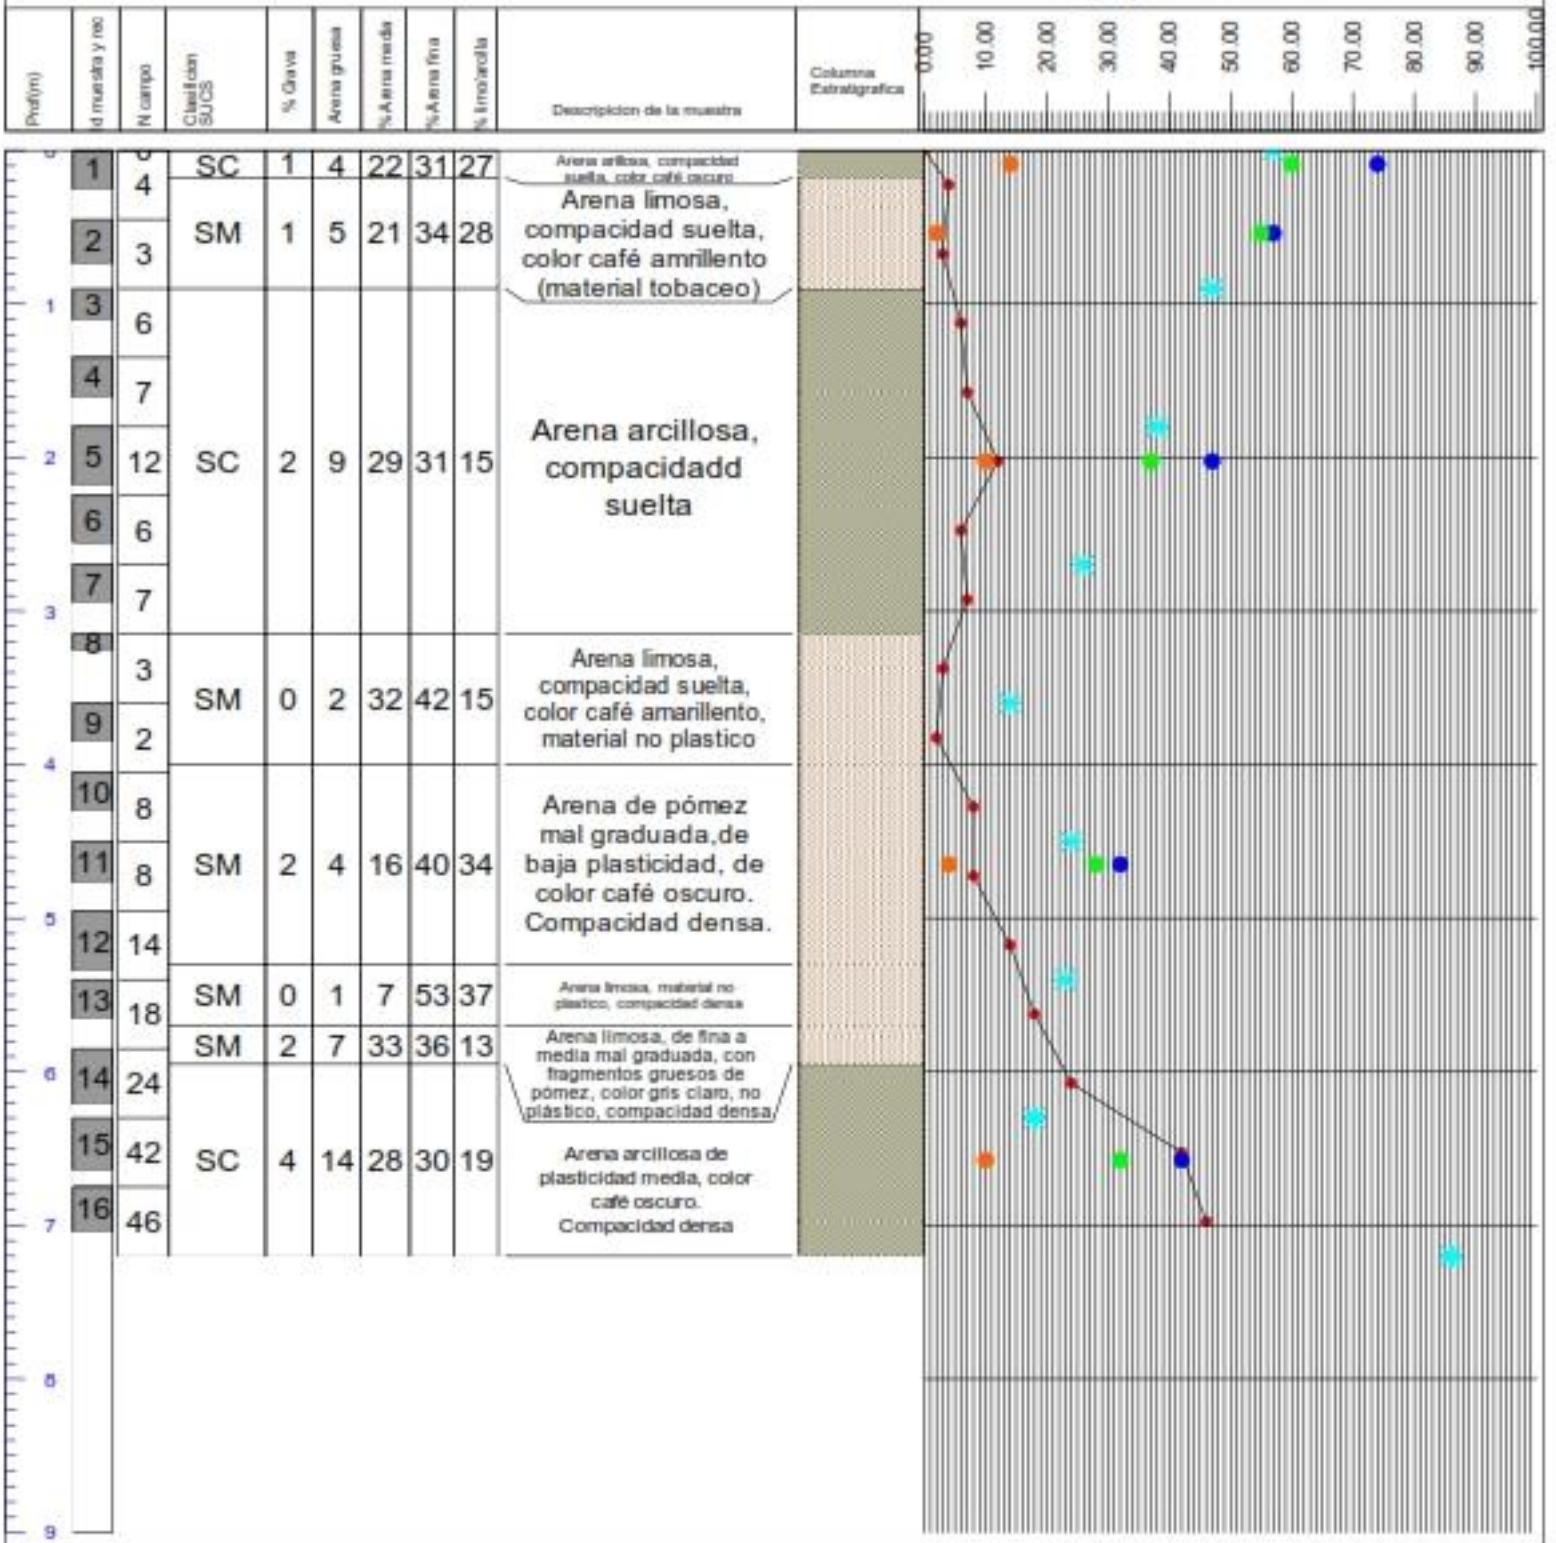 Prof(m)
Id muestra y rec
N campo
Clasificion
SUCS
% Grava
Arena gruesa
% Arena media
% Arena fina
% limo/arcilla
Descripicion de la muestra
Columna
Estratigrafica
0.00 10.00 20.00 30.00 40.00 50.00 60.00 70.00 80.00 90.00 100.00
0
1
2
3
4
5
6
7
8
9
1
2
3
4
5
6
7
8
9
10
11
12
13
14
15
16
0
4
3
6
7
12
6
7
3
2
8
8
14
18
24
42
46
SC 1 4 22 31 27
Arena arillosa, compacidad
suelta, color café oscuro
SM 1 5 21 34 28
Arena limosa,
compacidad suelta,
color café amrillento
(material tobaceo)
SC 2 9 29 31 15
Arena arcillosa,
compacidadd
suelta
SM 0 2 32 42 15
Arena limosa,
compacidad suelta,
color café amarillento,
material no plastico
SM 2 4 16 40 34
Arena de pómez
mal graduada,de
baja plasticidad, de
color café oscuro.
Compacidad densa.
SM 0 1 7 53 37
Arena limosa, material no
plastico, compacidad densa
SM 2 7 33 36 13
Arena limosa, de fina a
media mal graduada, con
fragmentos gruesos de
pómez, color gris claro, no
plástico, compacidad densa
SC 4 14 28 30 19
Arena arcillosa de
plasticidad media, color
café oscuro.
Compacidad densa